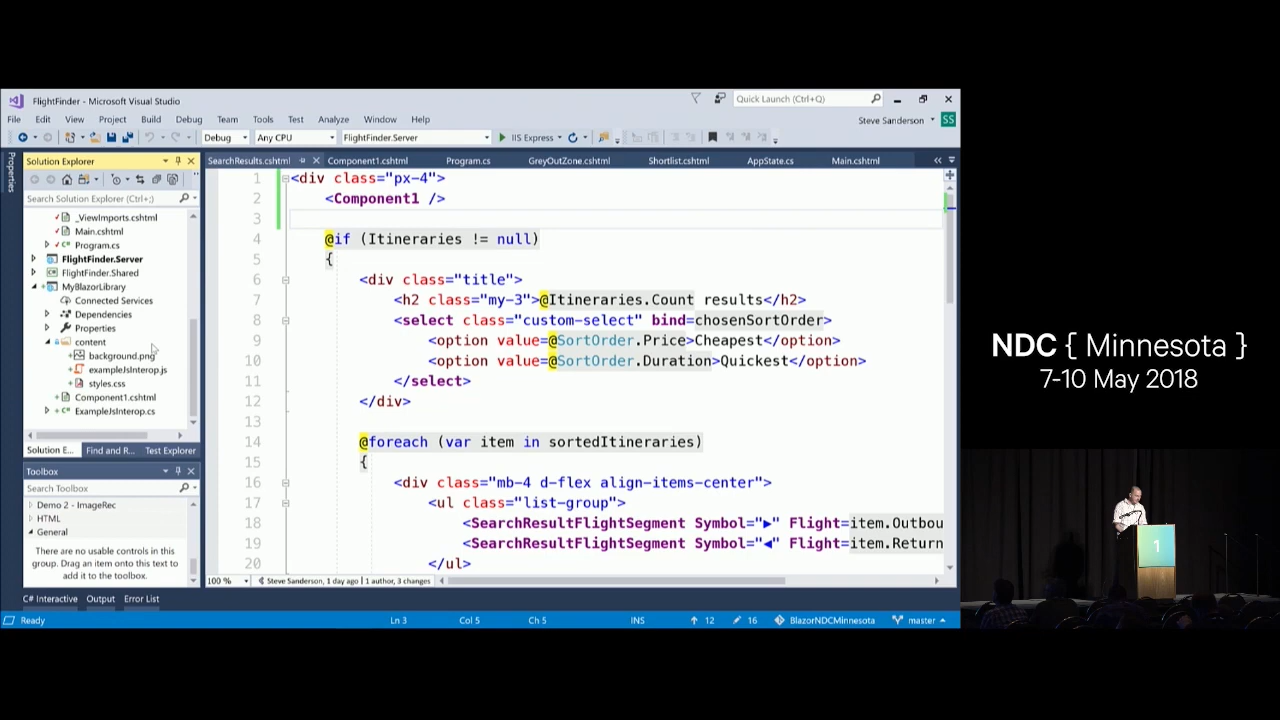 FlightFinder - Microsoft Visual Studio
Quick Launch (Ctrl+Q)
File Edit View Project Build Debug Team Tools Test Analyze Window Help
Steve Sanderson SS
Debug Any CPU FlightFinder.Server IIS Express
Properties
Solution Explorer
SearchResults.cshtml Component1.cshtml Program.cs GreyOutZone.cshtml Shortlist.cshtml AppState.cs Main.cshtml
Search Solution Explorer (Ctrl+;)
_ViewImports.cshtml
Main.cshtml
C# Program.cs
FlightFinder.Server
FlightFinder.Shared
MyBlazorLibrary
Connected Services
Dependencies
Properties
content
background.png
exampleJsInterop.js
styles.css
Component1.cshtml
C# ExampleJsInterop.cs
Solution E... Find and R... Test Explorer
Toolbox
Search Toolbox
Demo 2 - ImageRec
HTML
General
There are no usable controls in this
group. Drag an item onto this text to
add it to the toolbox.
1 <div class="px-4">
2 <Component1 />
3
4 @if (Itineraries != null)
5 {
6 <div class="title">
7 <h2 class="my-3">@Itineraries.Count results</h2>
8 <select class="custom-select" bind=chosenSortOrder>
9 <option value=@SortOrder.Price>Cheapest</option>
10 <option value=@SortOrder.Duration>Quickest</option>
11 </select>
12 </div>
13
14 @foreach (var item in sortedItineraries)
15 {
16 <div class="mb-4 d-flex align-items-center">
17 <ul class="list-group">
18 <SearchResultFlightSegment Symbol="▶" Flight=item.Outbou
19 <SearchResultFlightSegment Symbol="◀" Flight=item.Return
20 </ul>
100 % Steve Sanderson, 1 day ago | 1 author, 3 changes
C# Interactive Output Error List
Ready Ln 3 Col 5 Ch 5 INS 12 16 BlazorNDCMinnesota master
NDC { Minnesota }
7-10 May 2018
1